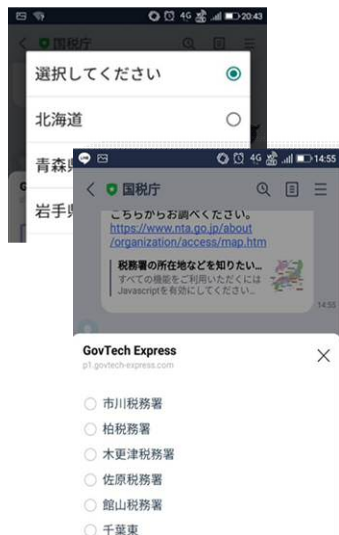 4G 20:43
国税庁
選択してください
北海道
青森県
岩手県
4G 14:55
国税庁
こちらからお調べください。
https://www.nta.go.jp/about
/organization/access/map.htm
税務署の所在地などを知りたい...
すべての機能をご利用いただくには
Javascriptを有効にしてください...
14:55
GovTech Express
p1.govtech-express.com
市川税務署
柏税務署
木更津税務署
佐原税務署
館山税務署
千葉東